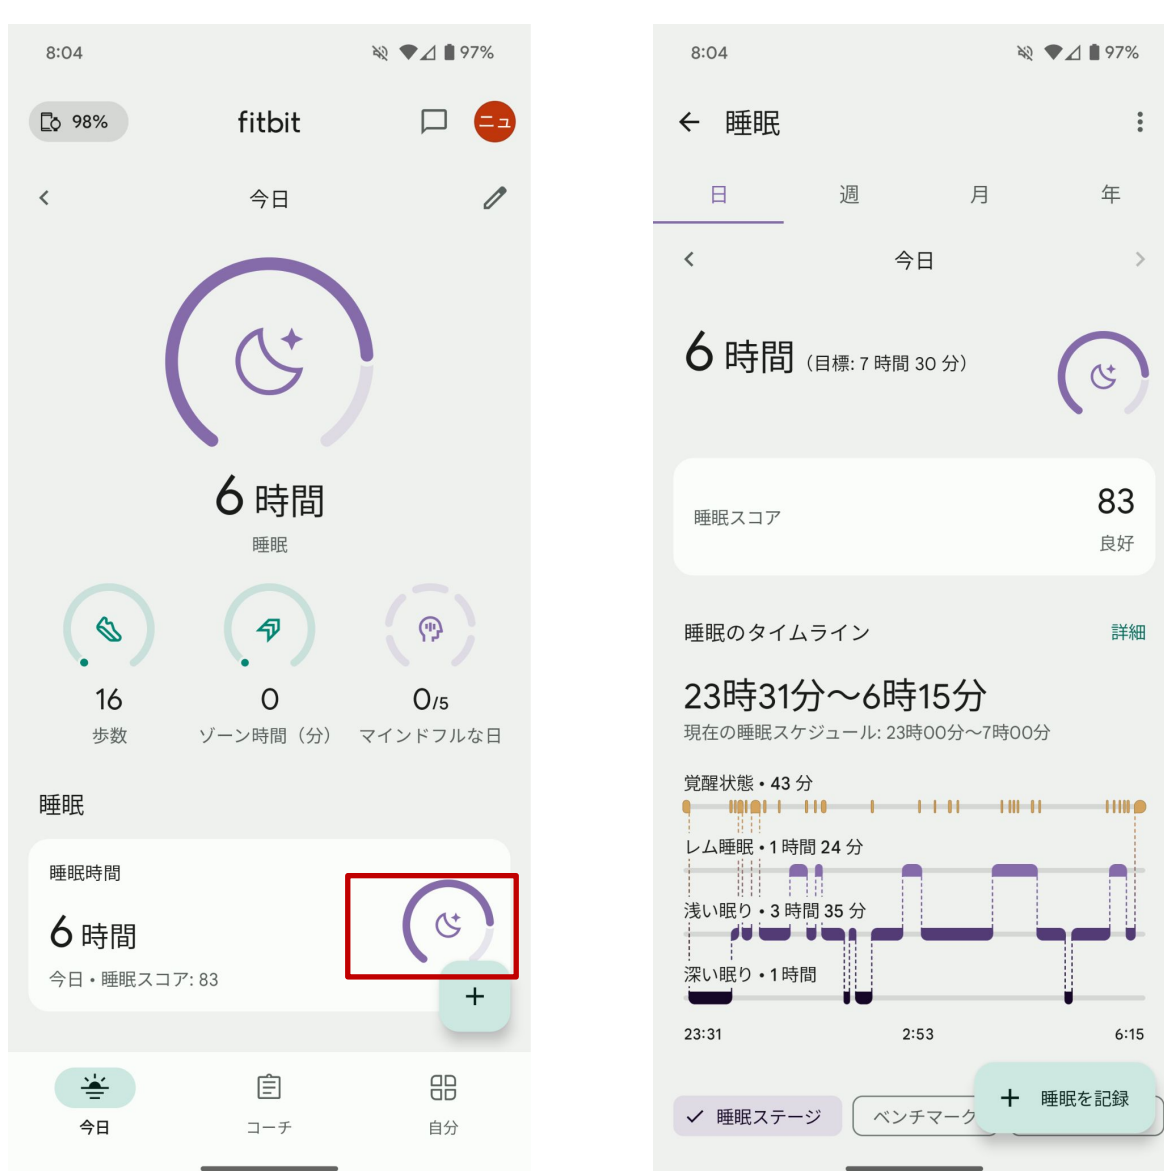 8:04
97%
98%
fitbit
ニュ
今日
6 時間
睡眠
16
0
0/5
歩数
ゾーン時間（分）
マインドフルな日
睡眠
睡眠時間
6 時間
今日・睡眠スコア: 83
+
今日
コーチ
自分
8:04
97%
睡眠
日
週
月
年
今日
6 時間（目標: 7 時間 30 分）
睡眠スコア
83
良好
睡眠のタイムライン
詳細
23時31分～6時15分
現在の睡眠スケジュール: 23時00分～7時00分
覚醒状態 • 43 分
レム睡眠 • 1 時間 24 分
浅い眠り • 3 時間 35 分
深い眠り • 1 時間
23:31
2:53
6:15
睡眠ステージ
ベンチマーク
+ 睡眠を記録